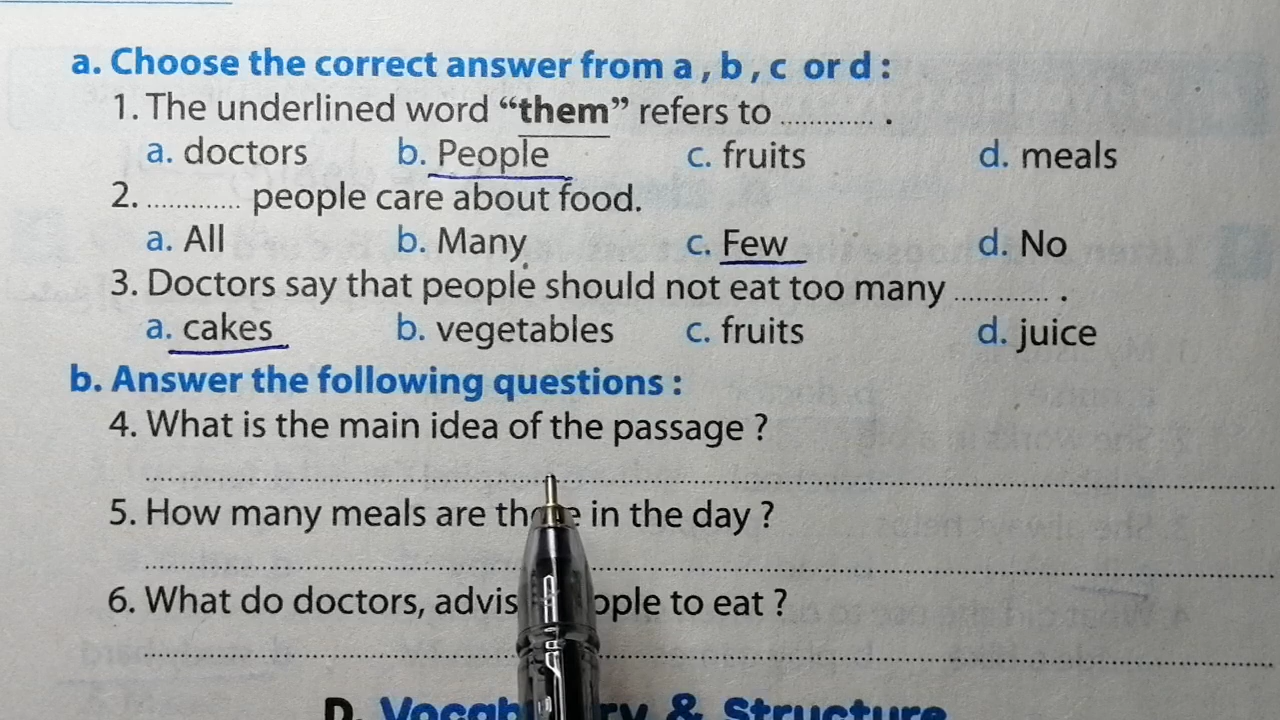 a. Choose the correct answer from a , b , c or d :
1. The underlined word “them” refers to ............ .
a. doctors b. People c. fruits d. meals
2. ............ people care about food.
a. All b. Many c. Few d. No
3. Doctors say that people should not eat too many ............ .
a. cakes b. vegetables c. fruits d. juice
b. Answer the following questions :
4. What is the main idea of the passage ?
5. How many meals are in the day ?
6. What do doctors, to eat ?
D. & Structure